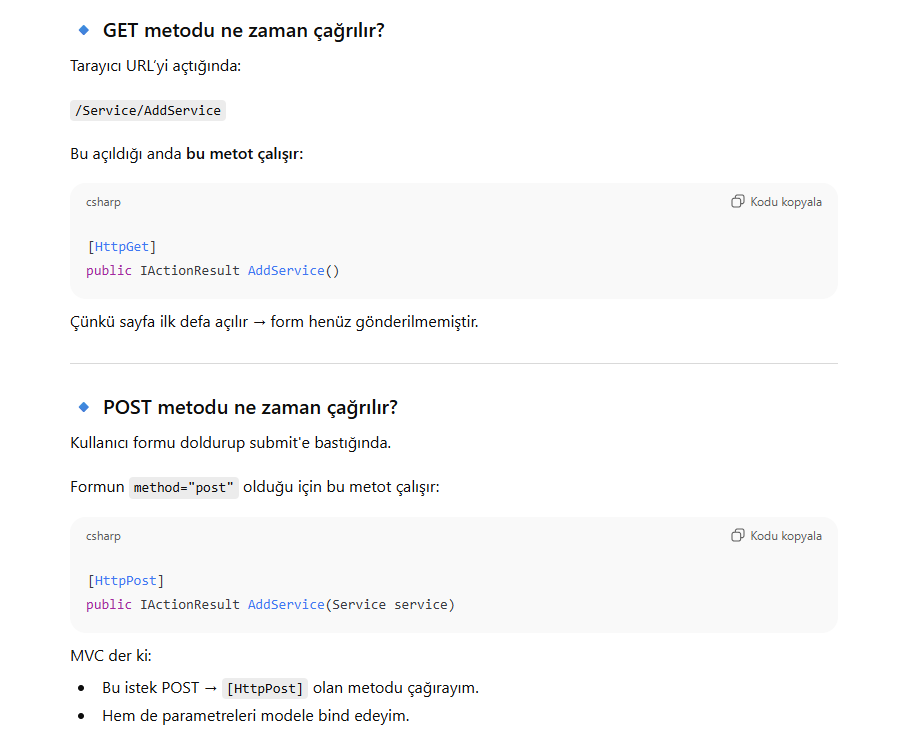 GET metodu ne zaman çağrılır?
Tarayıcı URL'yi açtığında:
/Service/AddService
Bu açıldığı anda bu metot çalışır:
csharp
Kodu kopyala
[HttpGet]
public IActionResult AddService()
Çünkü sayfa ilk defa açılır → form henüz gönderilmemiştir.
POST metodu ne zaman çağrılır?
Kullanıcı formu doldurup submit'e bastığında.
Formun method="post" olduğu için bu metot çalışır:
csharp
Kodu kopyala
[HttpPost]
public IActionResult AddService(Service service)
MVC der ki:
• Bu istek POST → [HttpPost] olan metodu çağırayım.
• Hem de parametreleri modele bind edeyim.